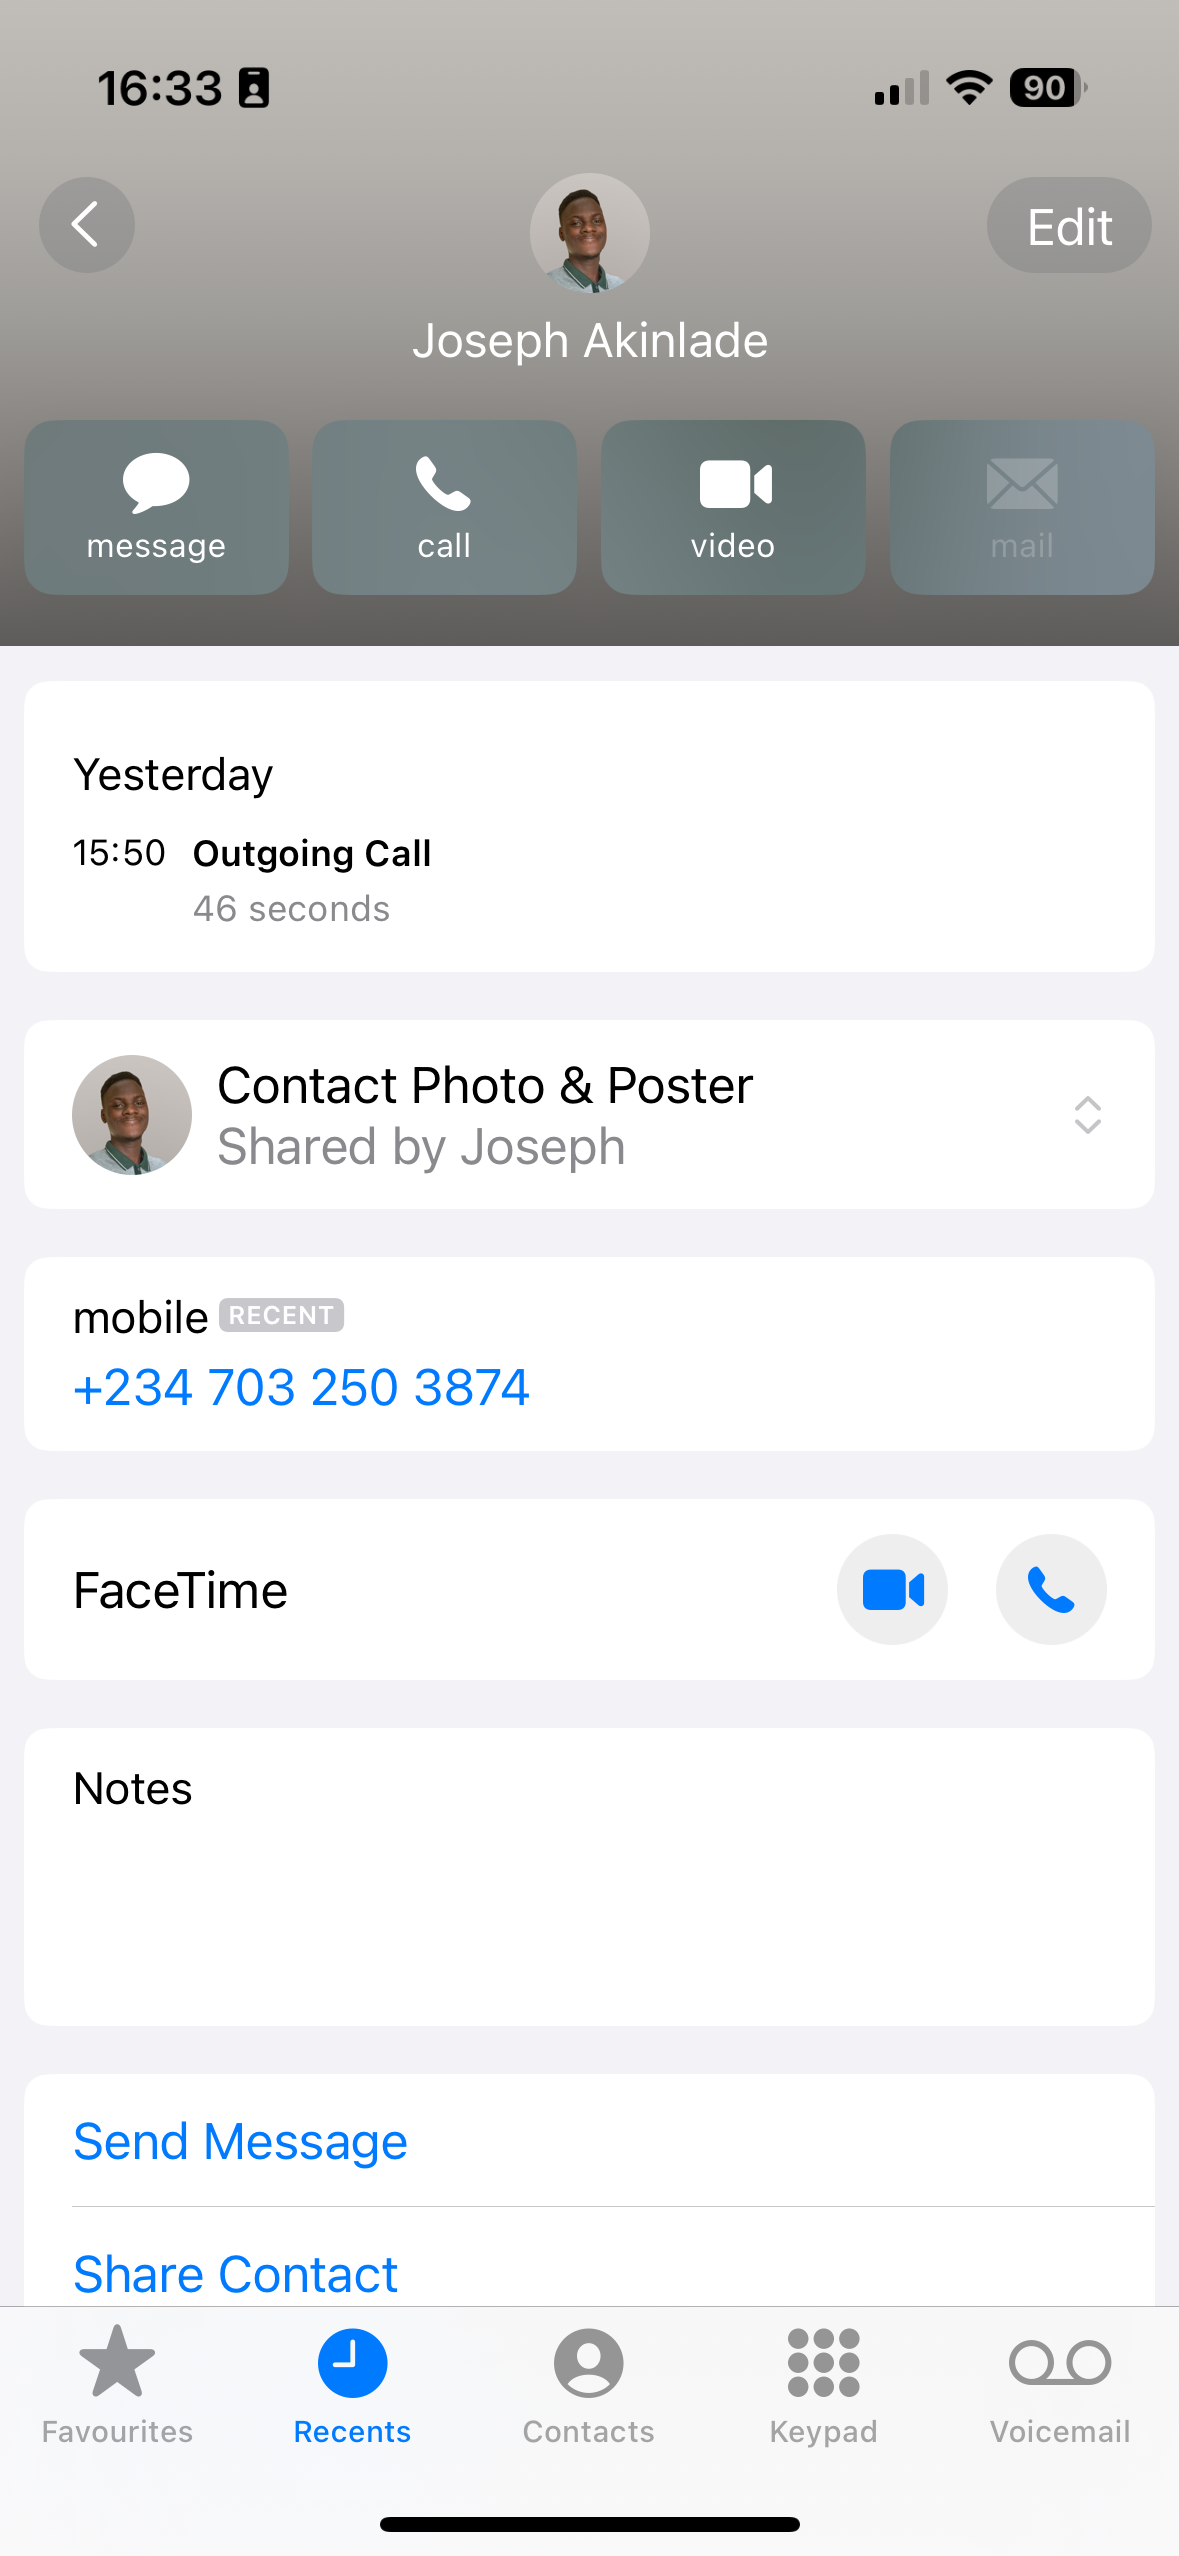 16:33
90
Edit
Joseph Akinlade
message
call
video
mail
Yesterday
15:50 Outgoing Call
46 seconds
Contact Photo & Poster
Shared by Joseph
mobile RECENT
+234 703 250 3874
FaceTime
Notes
Send Message
Share Contact
Favourites
Recents
Contacts
Keypad
Voicemail